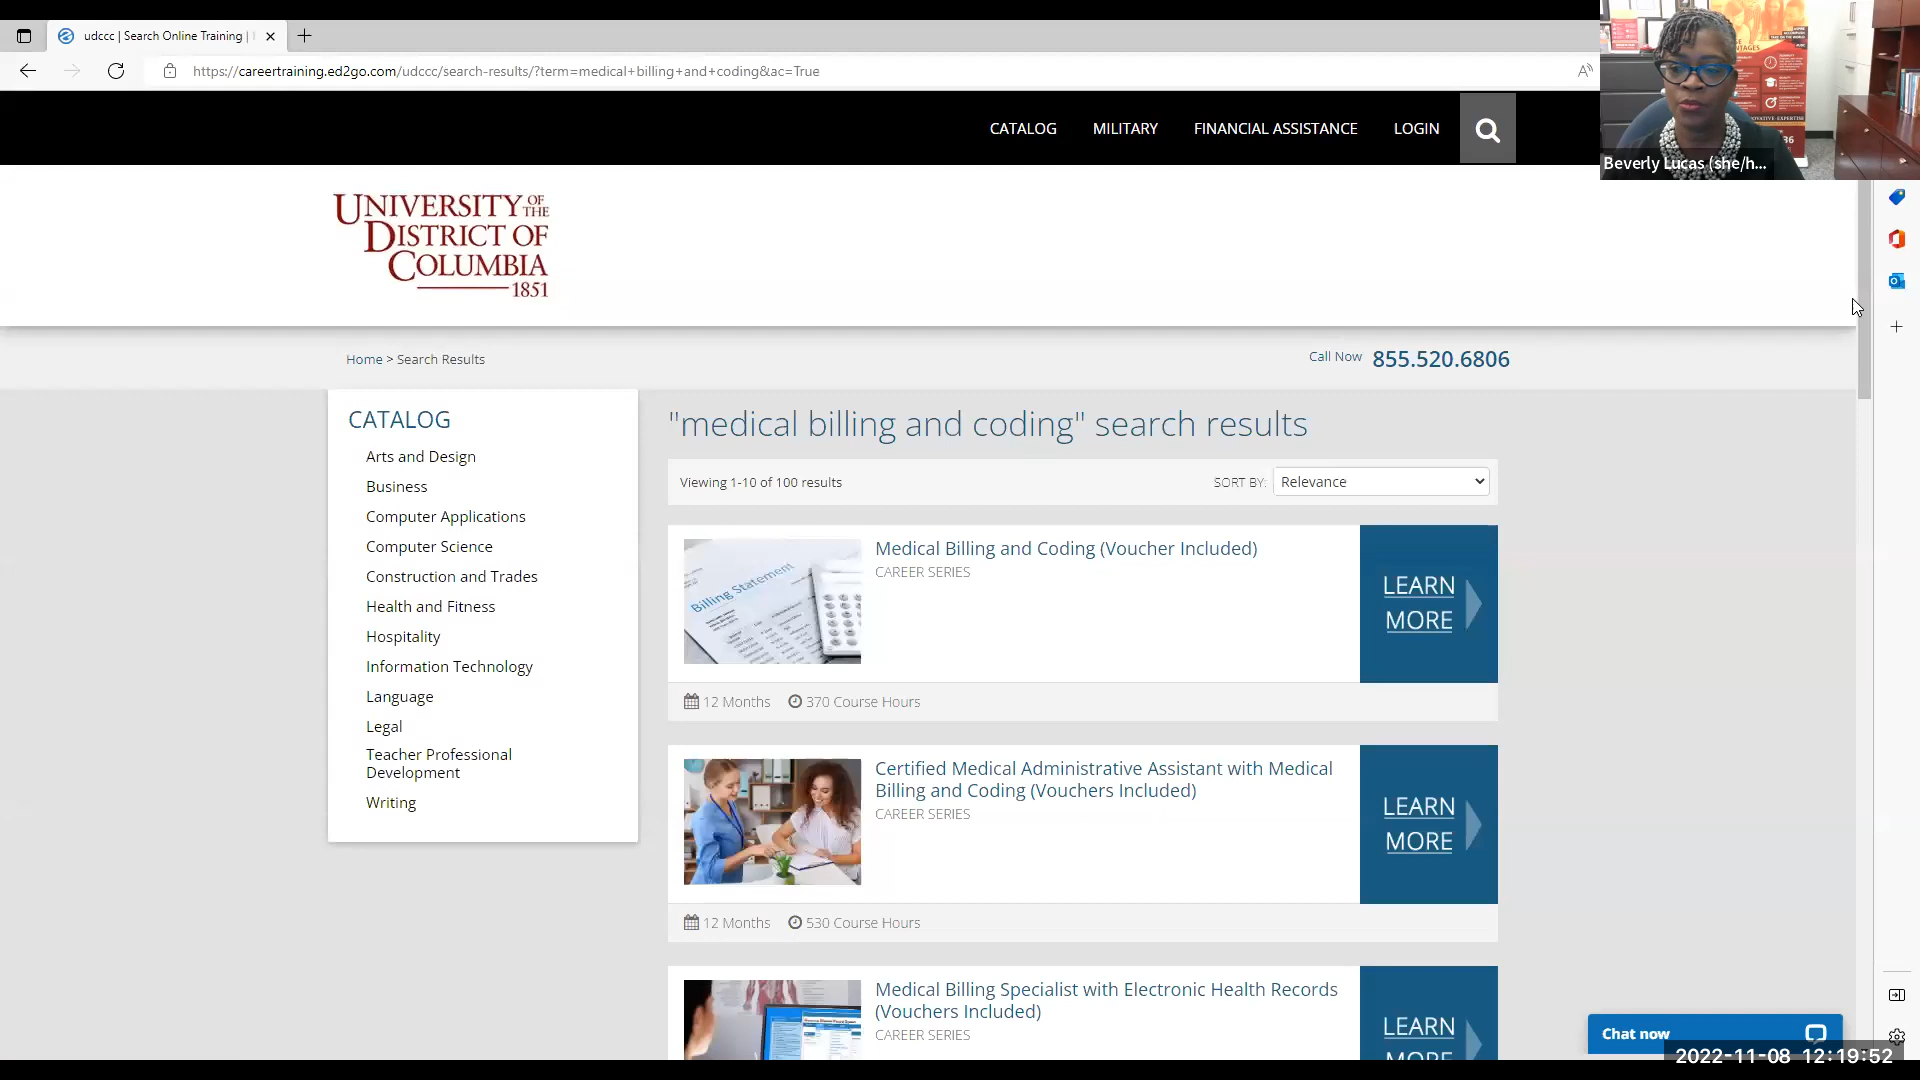 udccc | Search Online Training |
https://careertraining.ed2go.com/udccc/search-results/?term=medical+billing+and+coding&ac=True
CATALOG MILITARY FINANCIAL ASSISTANCE LOGIN
Beverly Lucas (she/h...
UNIVERSITY OF THE
DISTRICT OF
COLUMBIA
1851
Home > Search Results
Call Now 855.520.6806
CATALOG
Arts and Design
Business
Computer Applications
Computer Science
Construction and Trades
Health and Fitness
Hospitality
Information Technology
Language
Legal
Teacher Professional
Development
Writing
"medical billing and coding" search results
Viewing 1-10 of 100 results
SORT BY: Relevance
Billing Statement
Medical Billing and Coding (Voucher Included)
CAREER SERIES
LEARN
MORE
12 Months 370 Course Hours
Certified Medical Administrative Assistant with Medical
Billing and Coding (Vouchers Included)
CAREER SERIES
LEARN
MORE
12 Months 530 Course Hours
Medical Billing Specialist with Electronic Health Records
(Vouchers Included)
CAREER SERIES
LEARN
MORE
Chat now
2022-11-08 12:19:52